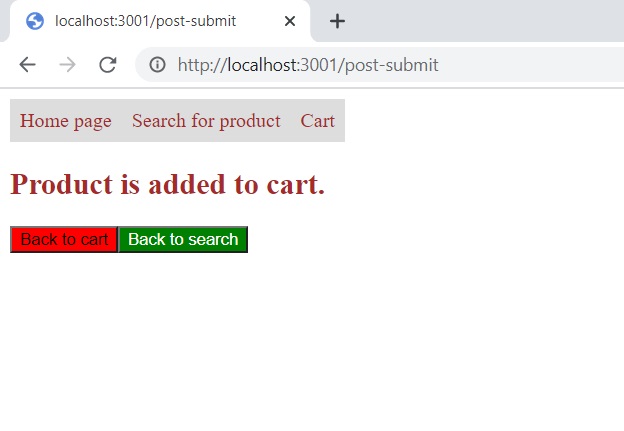 localhost:3001/post-submit
http://localhost:3001/post-submit
Home page Search for product Cart
Product is added to cart.
Back to cart Back to search